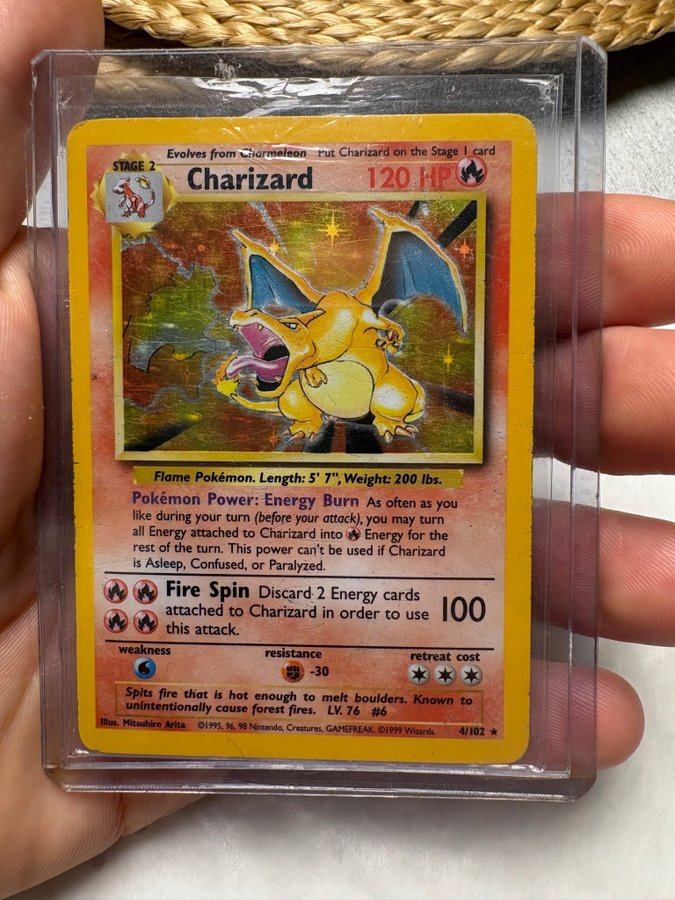 Evolves from Charmeleon Put Charizard on the Stage 1 card
STAGE 2
Charizard 120 HP
Flame Pokémon. Length: 5' 7", Weight: 200 lbs.
Pokémon Power: Energy Burn As often as you
like during your turn (before your attack), you may turn
all Energy attached to Charizard into Energy for the
rest of the turn. This power can't be used if Charizard
is Asleep, Confused, or Paralyzed.
Fire Spin Discard 2 Energy cards
attached to Charizard in order to use 100
this attack.
weakness resistance retreat cost
-30
Spits fire that is hot enough to melt boulders. Known to
unintentionally cause forest fires. LV. 76 #6
Illus. Mitsuhiro Arita ©1995, 96, 98 Nintendo, Creatures, GAMEFREAK. ©1999 Wizards. 4/102 ★